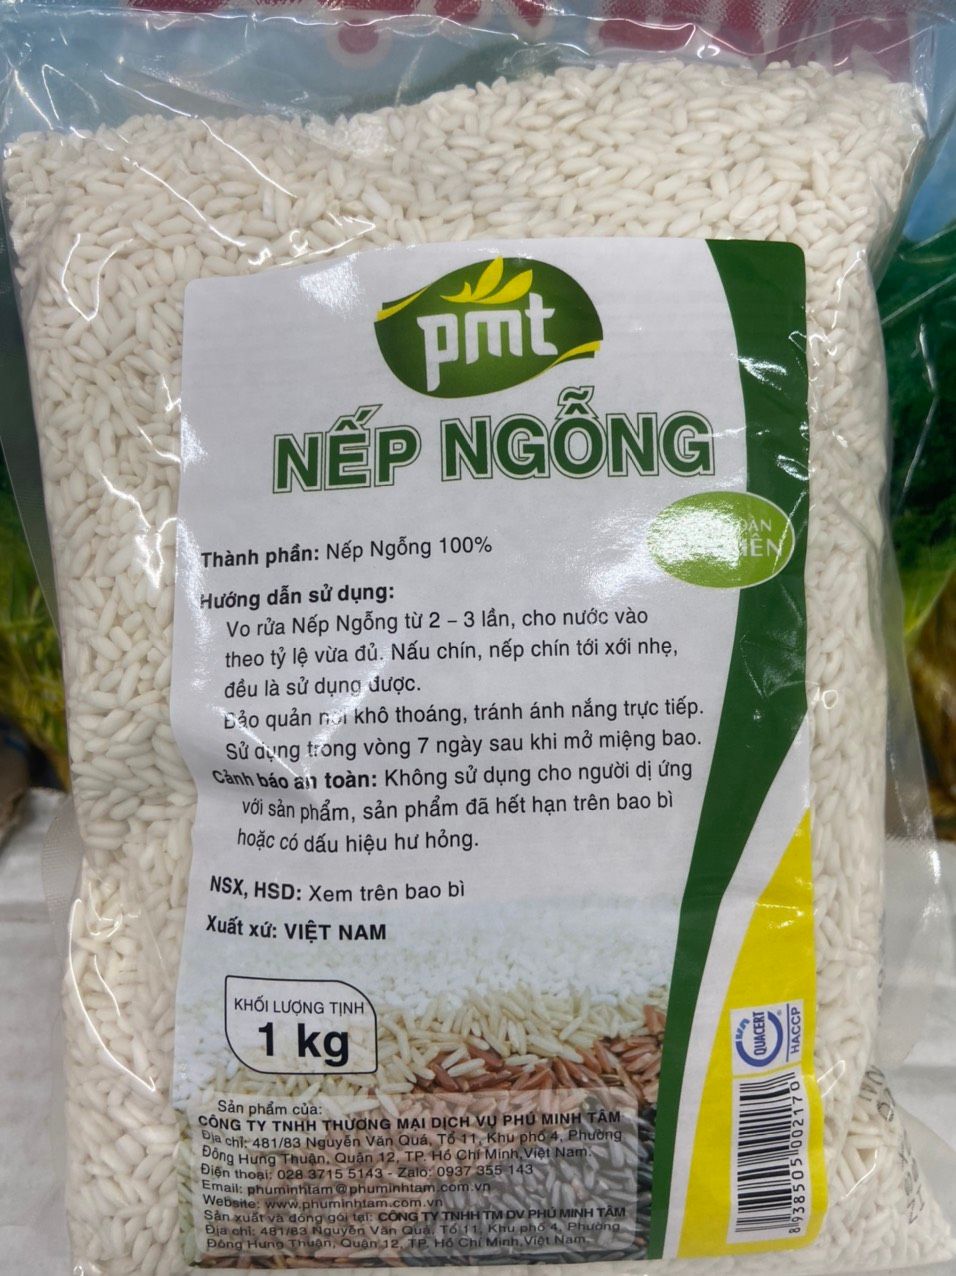 pmt
NẾP NGỖNG
Thành phần: Nếp Ngỗng 100%
Hướng dẫn sử dụng:
Vo rửa Nếp Ngỗng từ 2 – 3 lần, cho nước vào
theo tỷ lệ vừa đủ. Nấu chín, nếp chín tới xới nhẹ,
đều là sử dụng được.
Bảo quản nơi khô thoáng, tránh ánh nắng trực tiếp.
Sử dụng trong vòng 7 ngày sau khi mở miệng bao.
Cảnh báo an toàn: Không sử dụng cho người dị ứng
với sản phẩm, sản phẩm đã hết hạn trên bao bì
hoặc có dấu hiệu hư hỏng.
NSX, HSD: Xem trên bao bì
Xuất xứ: VIỆT NAM
KHỐI LƯỢNG TỊNH
1 kg
QUACERT
HACCP
Sản phẩm của:
CÔNG TY TNHH THƯƠNG MẠI DỊCH VỤ PHÚ MINH TÂM
Địa chỉ: 481/83 Nguyễn Văn Quá, Tổ 11, Khu phố 4, Phường
Đông Hưng Thuận, Quận 12, TP. Hồ Chí Minh,Việt Nam.
Điện thoại: 028 3715 5143 - Zalo: 0937 355 143
Email: phuminhtam@phuminhtam.com.vn
Website: www.phuminhtam.com.vn
Sản xuất và đóng gói tại: CÔNG TY TNHH TM DV PHÚ MINH TÂM
Địa chỉ: 481/83 Nguyễn Văn Quá, Tổ 11, Khu phố 4, Phường
Đông Hưng Thuận, Quận 12, TP. Hồ Chí Minh,Việt Nam.
8 938505 002170